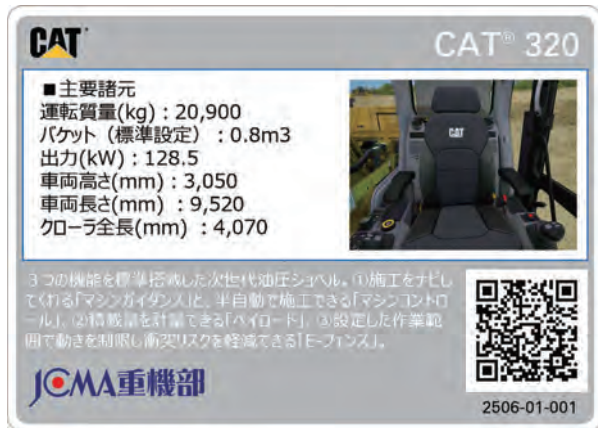 CAT
CAT® 320
■主要諸元
運転質量(kg)：20,900
バケット（標準設定）：0.8m3
出力(kW)：128.5
車両高さ(mm)：3,050
車両長さ(mm)：9,520
クローラ全長(mm)：4,070
CAT
3つの機能を標準搭載した次世代油圧ショベル。①施工をナビし
てくれる「マシンガイダンス」と、半自動で施工できる「マシンコントロ
ール」、②積載量を計量できる「ペイロード」、③設定した作業範
囲で動きを制限し衝突リスクを軽減できる「E-フェンス」。
JCMA重機部
2506-01-001